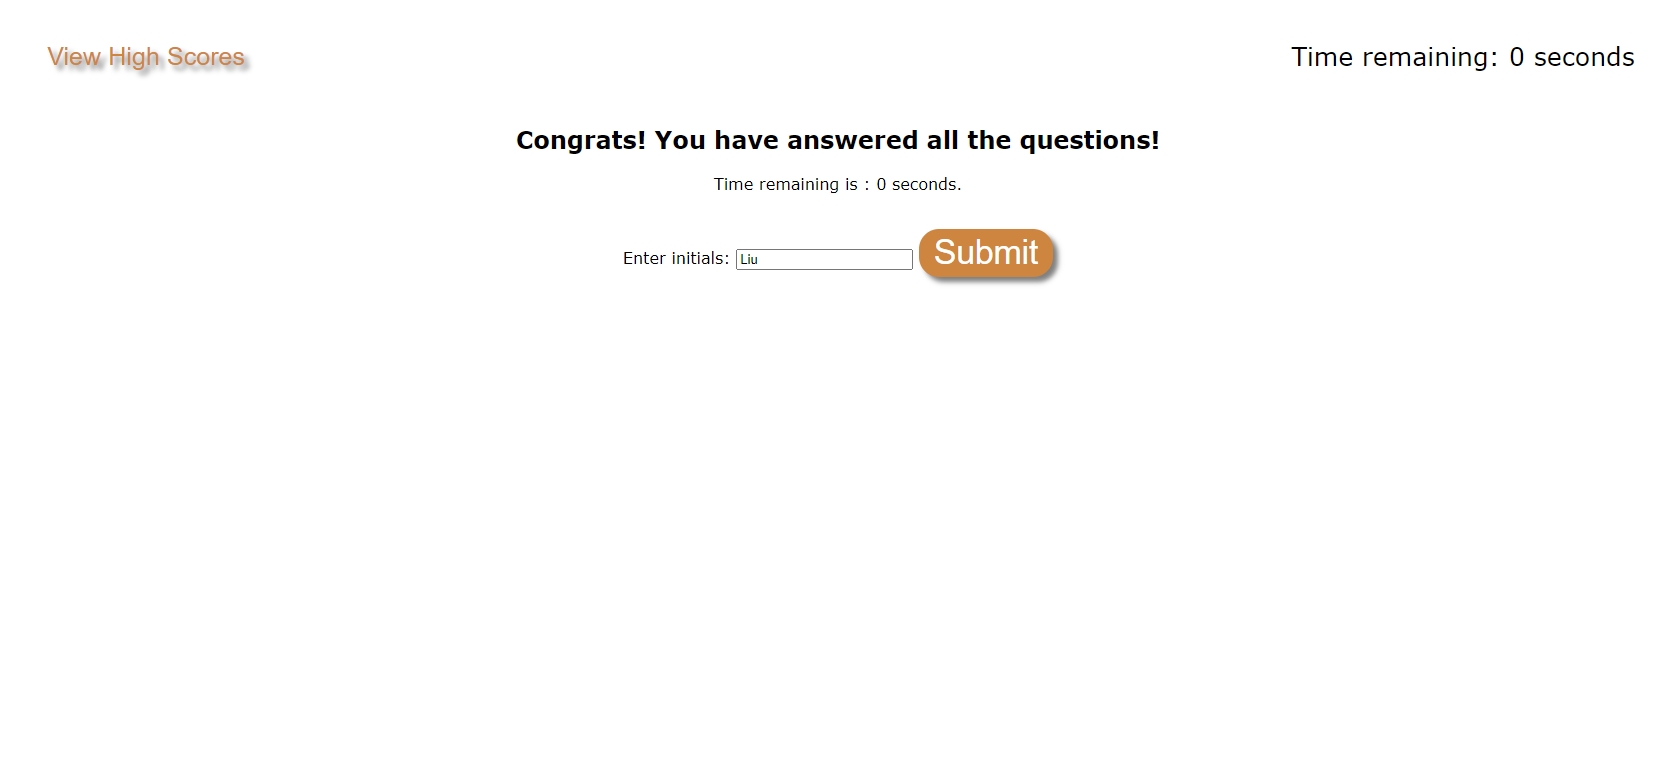 View High Scores
Time remaining: 0 seconds
Congrats! You have answered all the questions!
Time remaining is : 0 seconds.
Enter initials: Liu Submit